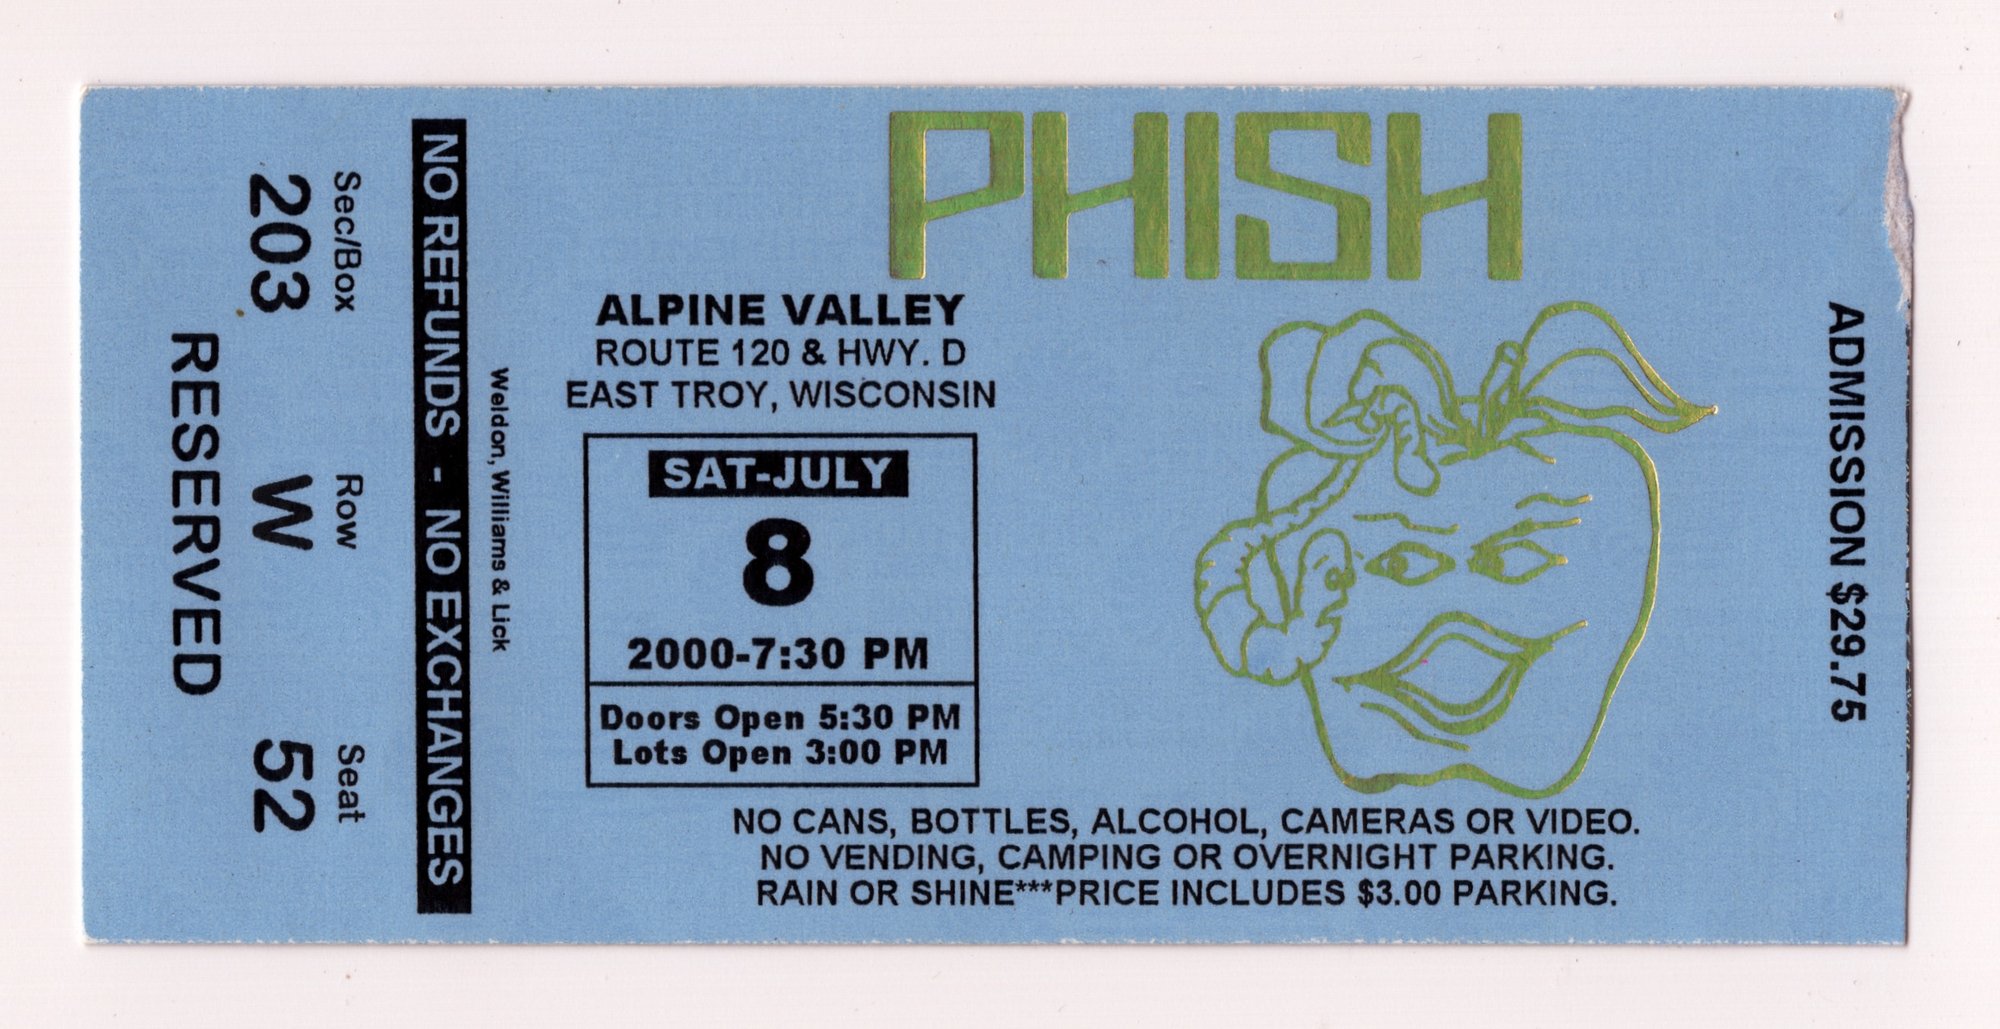 PHISH
ALPINE VALLEY
ROUTE 120 & HWY. D
EAST TROY, WISCONSIN
SAT-JULY
8
2000-7:30 PM
Doors Open 5:30 PM
Lots Open 3:00 PM
NO CANS, BOTTLES, ALCOHOL, CAMERAS OR VIDEO.
NO VENDING, CAMPING OR OVERNIGHT PARKING.
RAIN OR SHINE***PRICE INCLUDES $3.00 PARKING.
ADMISSION $29.75
Weldon, Williams & Lick
NO REFUNDS - NO EXCHANGES
Sec/Box Row Seat
203 W 52
RESERVED